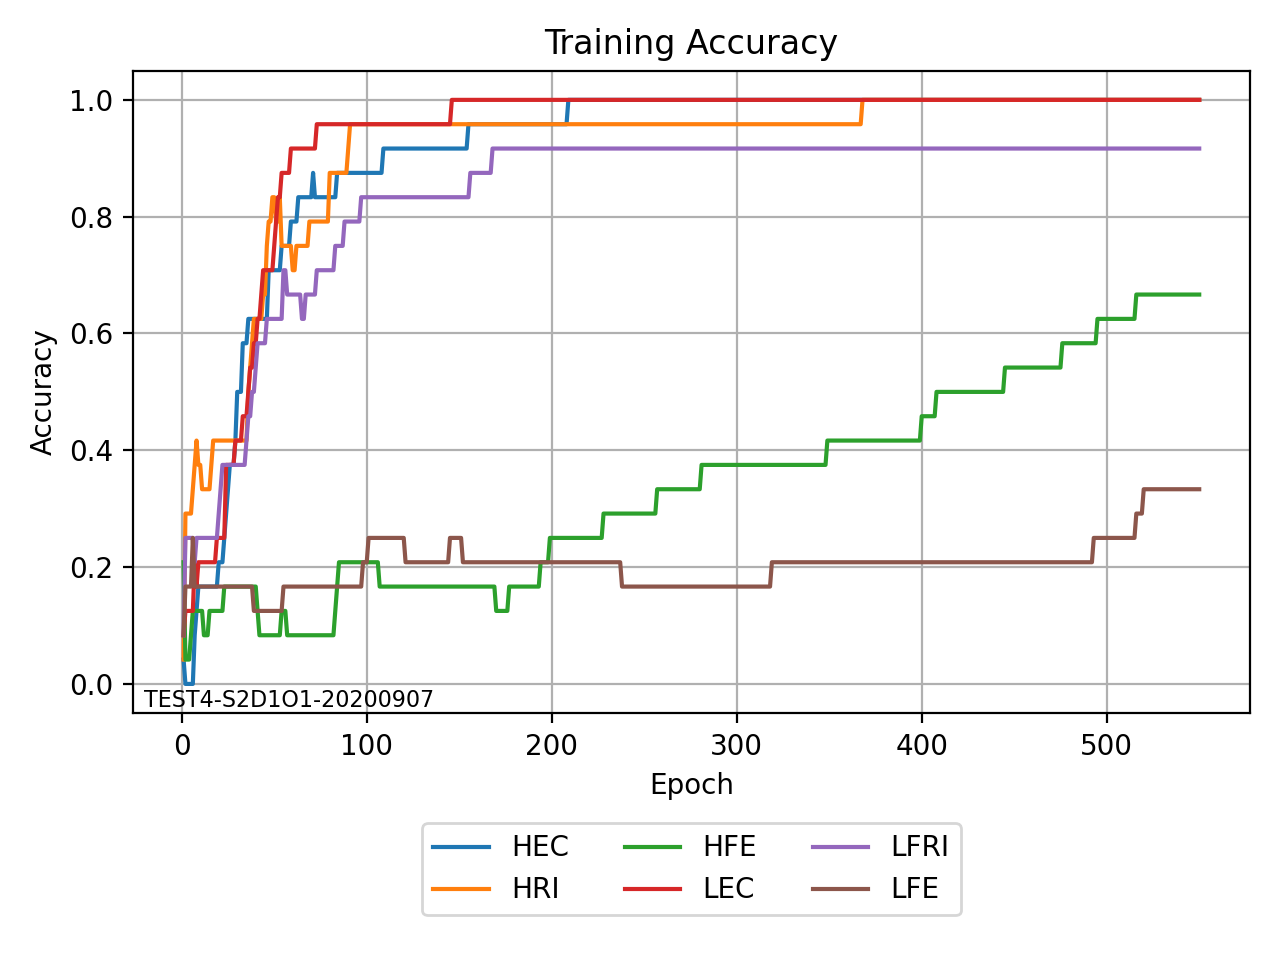 Training Accuracy
1.0
0.8
0.6
0.4
0.2
0.0
Accuracy
TEST4-S2D1O1-20200907
0 100 200 300 400 500
Epoch
HEC HFE LFRI
HRI LEC LFE